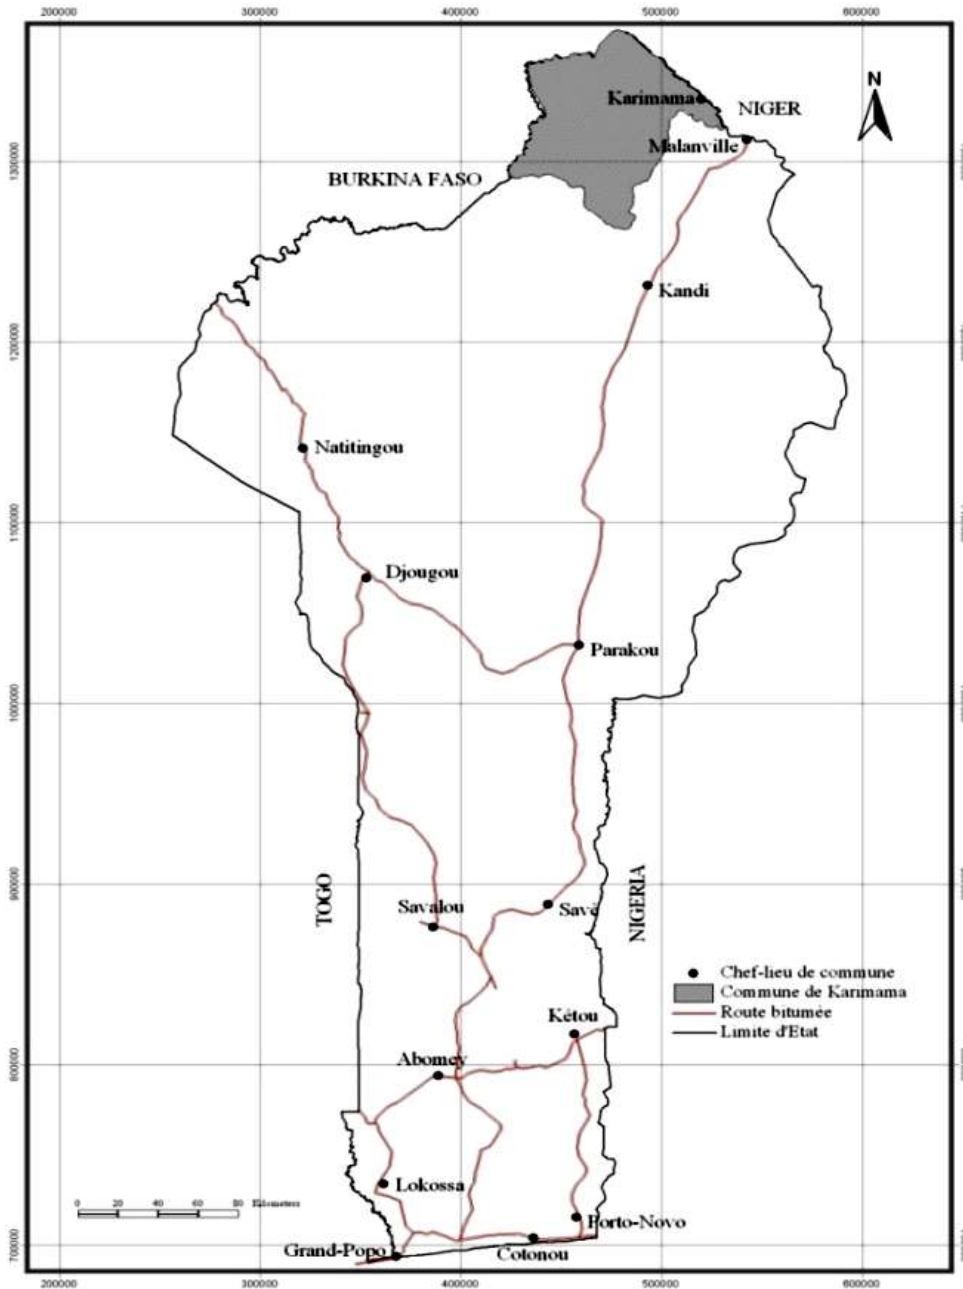 200000 300000 400000 500000 600000
N
Karimama
NIGER
Malanville
1300000
BURKINA FASO
Kandi
1200000
Natitingou
1100000
Djougou
Parakou
1000000
900000
TOGO
NIGERIA
Savalou
Savè
Chef-lieu de commune
Commune de Karimama
Route bitumée
Limite d'Etat
Kétou
800000
Abomey
Lokossa
0 20 40 60 80 Kilometers
Porto-Novo
700000
Grand-Popo
Cotonou
200000 300000 400000 500000 600000